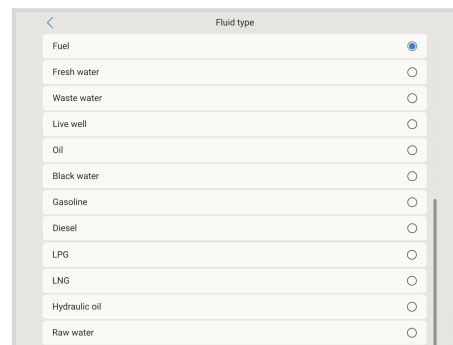 Fluid type
Fuel
Fresh water
Waste water
Live well
Oil
Black water
Gasoline
Diesel
LPG
LNG
Hydraulic oil
Raw water